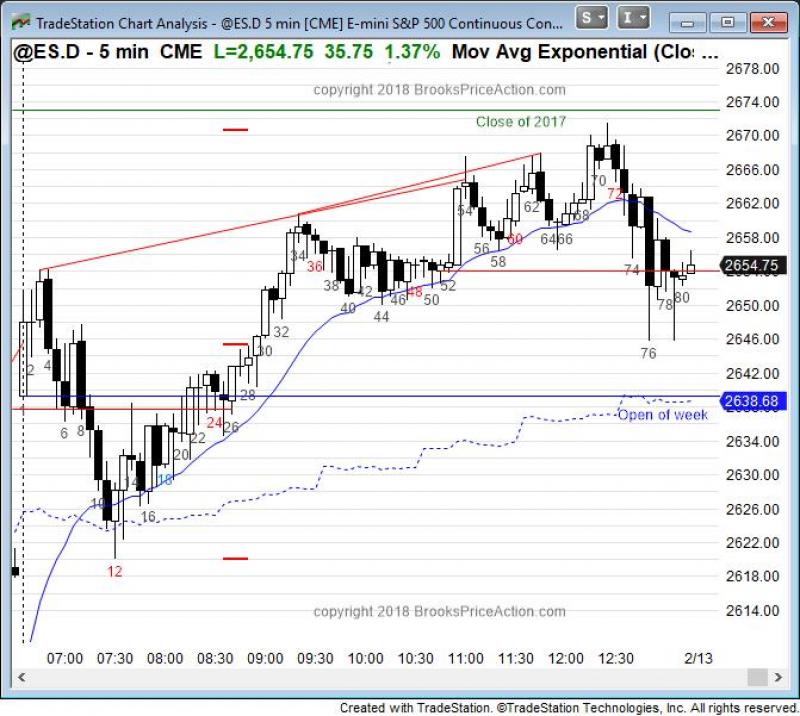 TradeStation Chart Analysis - @ES.D 5 min [CME] E-mini S&P 500 Continuous Con...
S I
@ES.D - 5 min CME L=2,654.75 35.75 1.37% Mov Avg Exponential (Clo ...
2678.00
copyright 2018 BrooksPriceAction.com
2674.00
Close of 2017
2670.00
2666.00
2662.00
2658.00
2654.75
2650.00
2646.00
2642.00
2638.68
Open of week
2634.00
2630.00
2626.00
2622.00
2618.00
2614.00
2 4 6 8 10 12 14 16 18 20 22 24 26 28 30 32 34 36 38 40 42 44 46 48 50 52 54 56 58 60 62 64 66 68 70 72 74 76 78 80
copyright 2018 BrooksPriceAction.com
07:00 07:30 08:00 08:30 09:00 09:30 10:00 10:30 11:00 11:30 12:00 12:30 2/13
Created with TradeStation. ©TradeStation Technologies, Inc. All rights reserved.